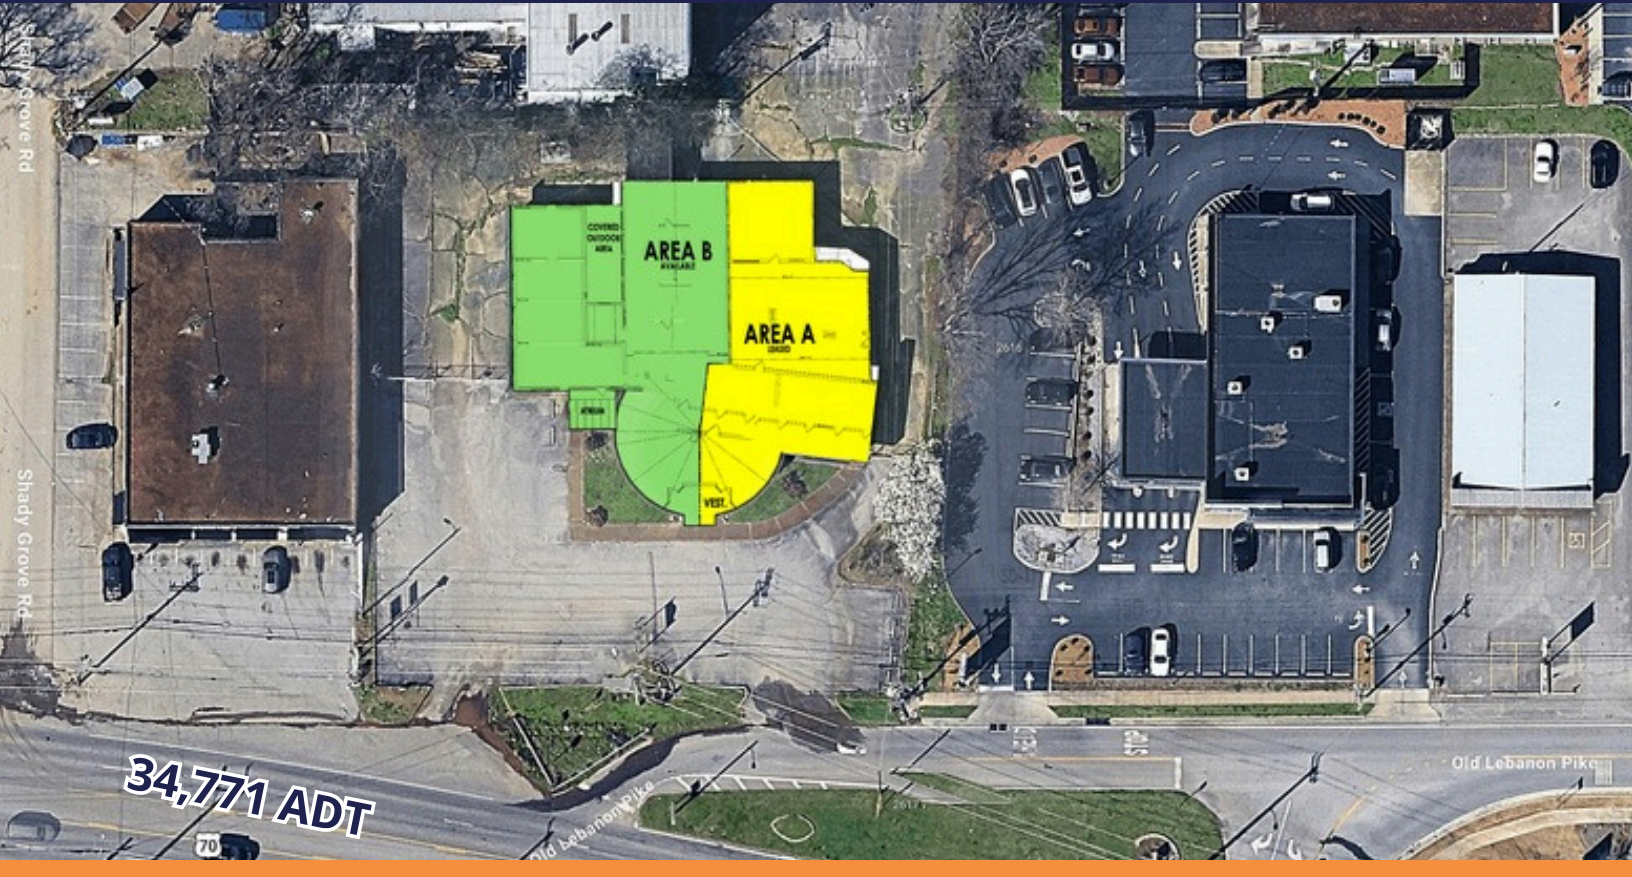 Shady Grove Rd
COVERED
OUTDOOR
AREA
AREA B
AVAILABLE
AREA A
LEASED
ATRIUM
VEST.
Shady Grove Rd
34,771 ADT
70
Old Lebanon Pike
Old Lebanon Pike